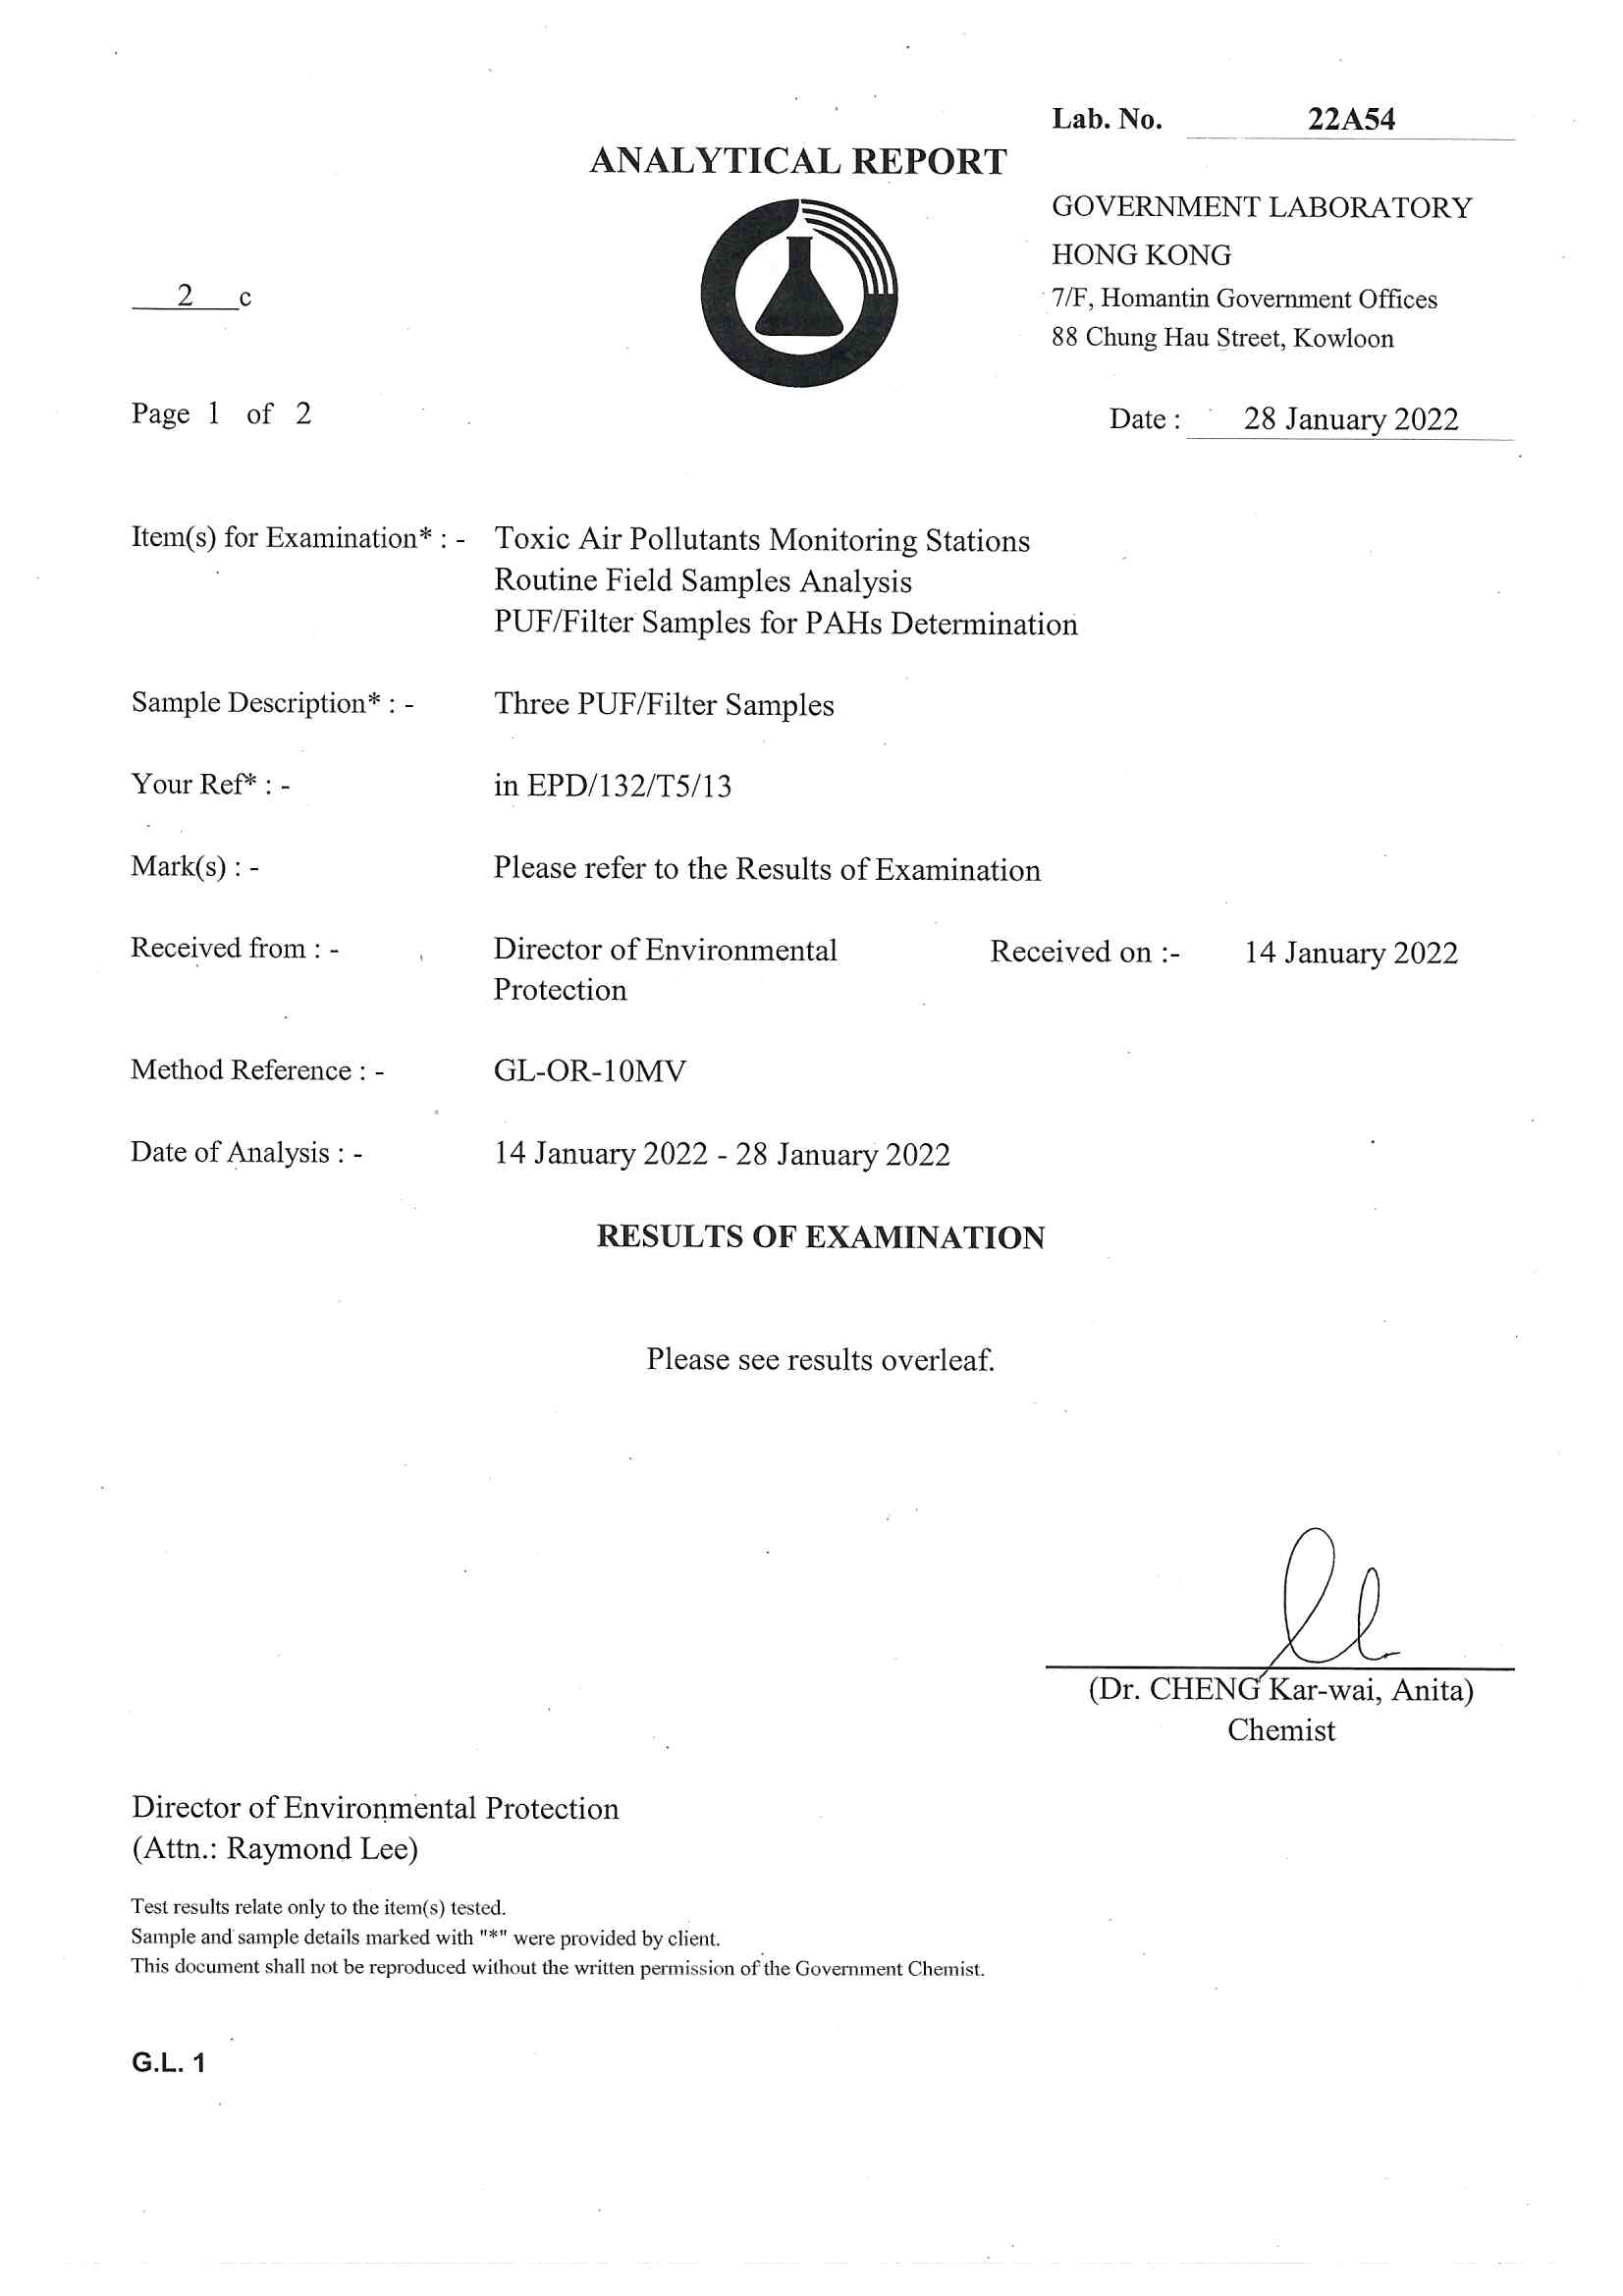 Lab. No. 22A54
ANALYTICAL REPORT
GOVERNMENT LABORATORY
HONG KONG
7/F, Homantin Government Offices
88 Chung Hau Street, Kowloon
2 c
Page 1 of 2
Date : 28 January 2022
Item(s) for Examination* : - Toxic Air Pollutants Monitoring Stations
Routine Field Samples Analysis
PUF/Filter Samples for PAHs Determination
Sample Description* : - Three PUF/Filter Samples
Your Ref* : - in EPD/132/T5/13
Mark(s) : - Please refer to the Results of Examination
Received from : - Director of Environmental Received on :- 14 January 2022
Protection
Method Reference : - GL-OR-10MV
Date of Analysis : - 14 January 2022 - 28 January 2022
RESULTS OF EXAMINATION
Please see results overleaf.
(Dr. CHENG Kar-wai, Anita)
Chemist
Director of Environmental Protection
(Attn.: Raymond Lee)
Test results relate only to the item(s) tested.
Sample and sample details marked with "*" were provided by client.
This document shall not be reproduced without the written permission of the Government Chemist.
G.L. 1